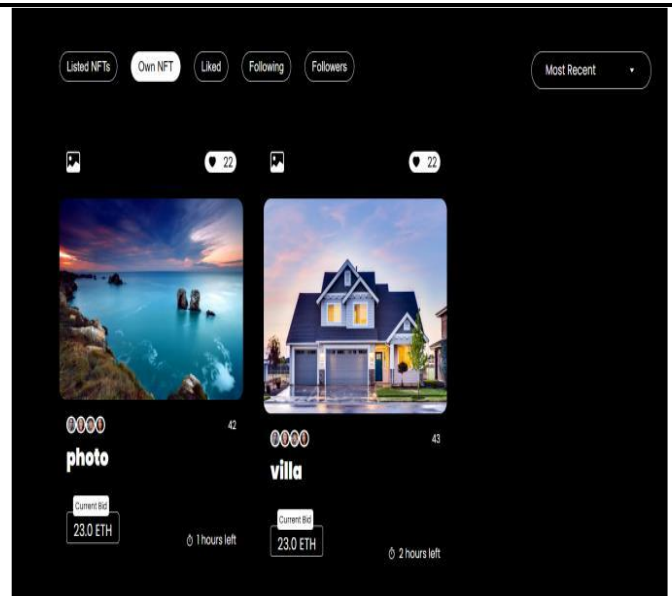 Listed NFTs Own NFT Liked Following Followers Most Recent
22 22
42
photo
Current Bid
23.0 ETH
1 hours left
43
villa
Current Bid
23.0 ETH
2 hours left